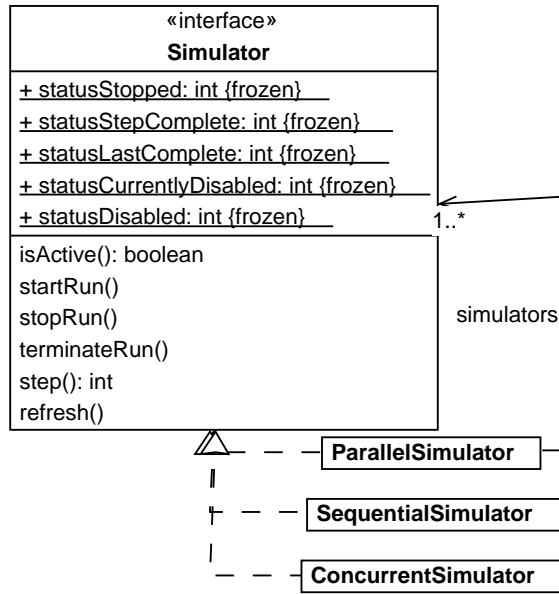 «interface»
Simulator
+ statusStopped: int {frozen}
+ statusStepComplete: int {frozen}
+ statusLastComplete: int {frozen}
+ statusCurrentlyDisabled: int {frozen}
+ statusDisabled: int {frozen}
1..*
isActive(): boolean
startRun()
stopRun()
simulators
terminateRun()
step(): int
refresh()
ParallelSimulator
SequentialSimulator
ConcurrentSimulator